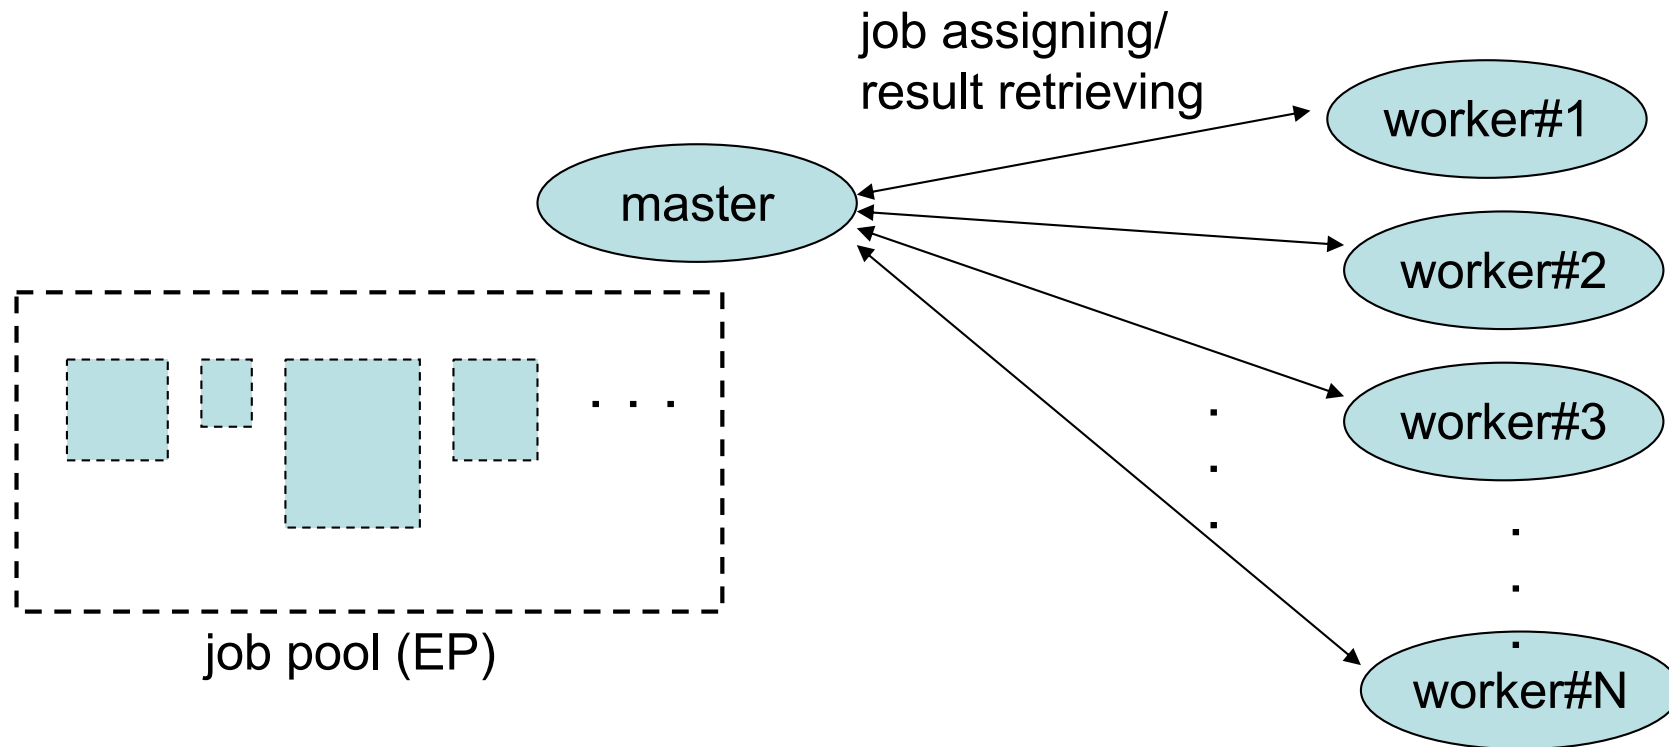 job assigning/
result retrieving
worker#1
master
worker#2
worker#3
. . .
job pool (EP)
worker#N